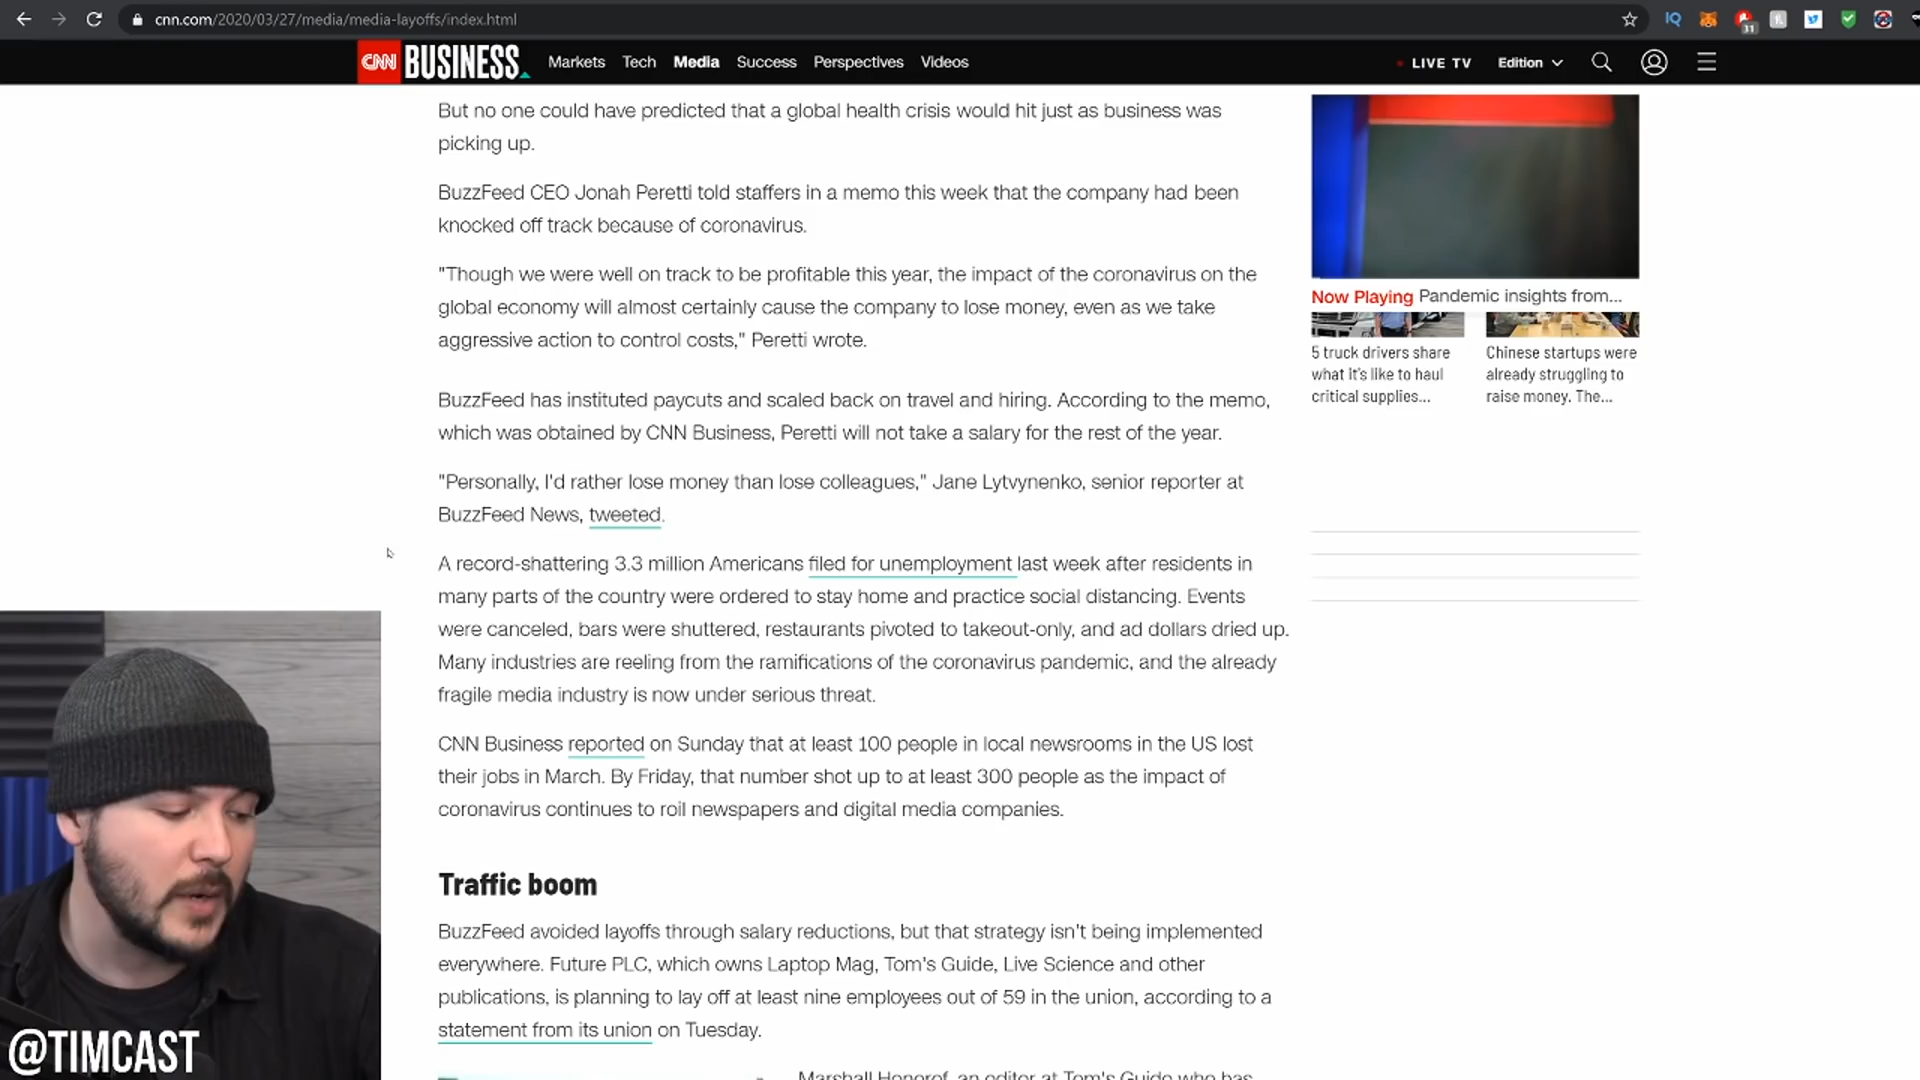 cnn.com/2020/03/27/media/media-layoffs/index.html
31
CNN BUSINESS Markets Tech Media Success Perspectives Videos LIVE TV Edition
But no one could have predicted that a global health crisis would hit just as business was
picking up.
BuzzFeed CEO Jonah Peretti told staffers in a memo this week that the company had been
knocked off track because of coronavirus.
"Though we were well on track to be profitable this year, the impact of the coronavirus on the
global economy will almost certainly cause the company to lose money, even as we take
aggressive action to control costs," Peretti wrote.
BuzzFeed has instituted paycuts and scaled back on travel and hiring. According to the memo,
which was obtained by CNN Business, Peretti will not take a salary for the rest of the year.
"Personally, I'd rather lose money than lose colleagues," Jane Lytvynenko, senior reporter at
BuzzFeed News, tweeted.
A record-shattering 3.3 million Americans filed for unemployment last week after residents in
many parts of the country were ordered to stay home and practice social distancing. Events
were canceled, bars were shuttered, restaurants pivoted to takeout-only, and ad dollars dried up.
Many industries are reeling from the ramifications of the coronavirus pandemic, and the already
fragile media industry is now under serious threat.
CNN Business reported on Sunday that at least 100 people in local newsrooms in the US lost
their jobs in March. By Friday, that number shot up to at least 300 people as the impact of
coronavirus continues to roil newspapers and digital media companies.
Traffic boom
BuzzFeed avoided layoffs through salary reductions, but that strategy isn't being implemented
everywhere. Future PLC, which owns Laptop Mag, Tom's Guide, Live Science and other
publications, is planning to lay off at least nine employees out of 59 in the union, according to a
statement from its union on Tuesday.
Marshall Honorof, an editor at Tom's Guide who has
Now Playing Pandemic insights from...
5 truck drivers share
what it's like to haul
critical supplies...
Chinese startups were
already struggling to
raise money. The...
@TIMCAST